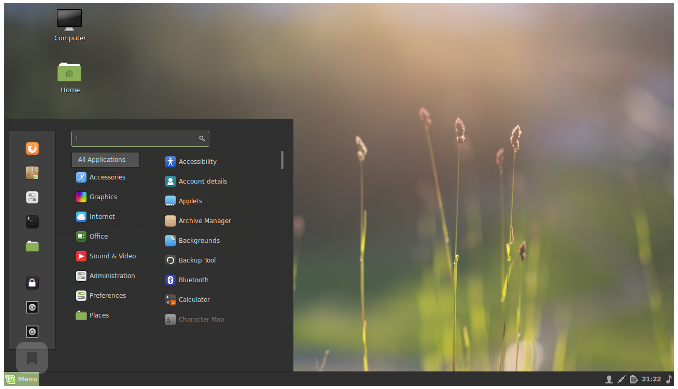 Computer
Home
All Applications
Accessories
Graphics
Internet
Office
Sound & Video
Administration
Preferences
Places
Accessibility
Account details
Applets
Archive Manager
Backgrounds
Backup Tool
Bluetooth
Calculator
Character Map
Menu
21:22